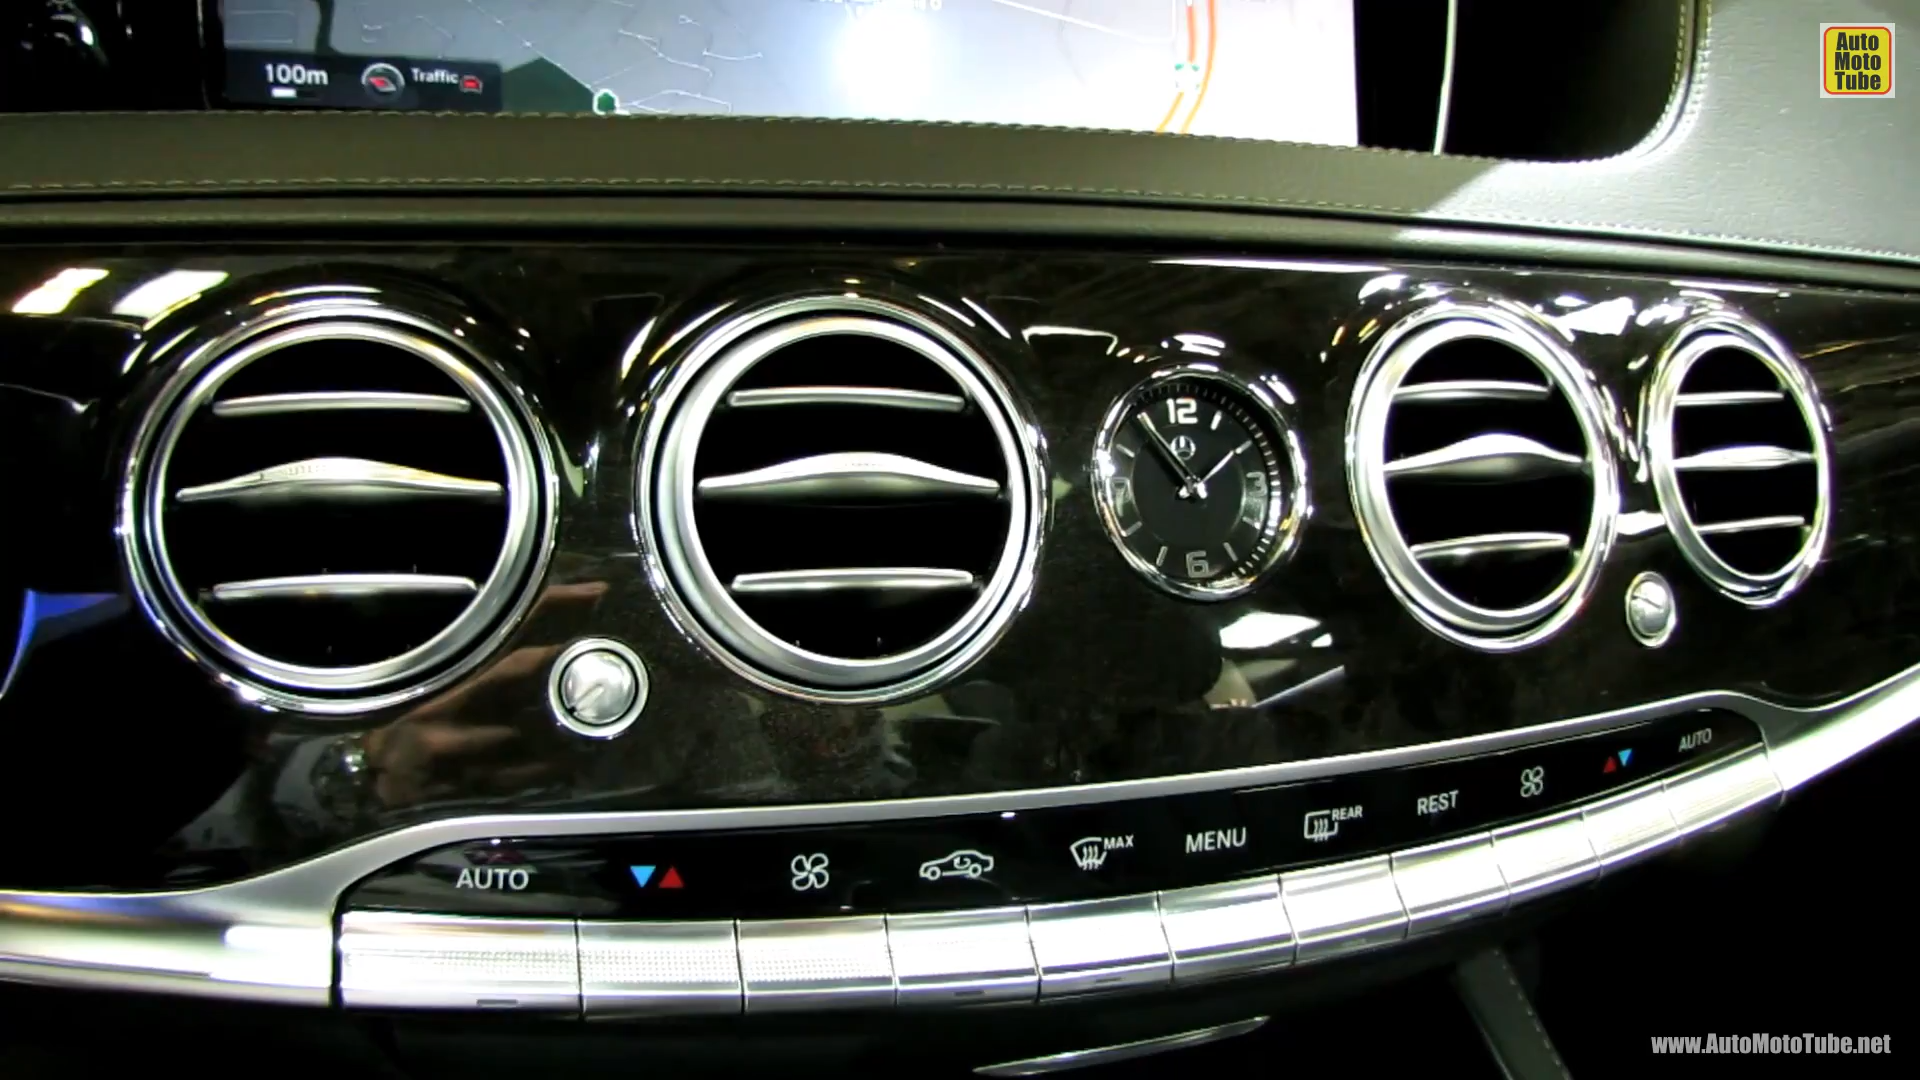 100m Traffic
Auto
Moto
Tube
12
3
6
AUTO
MAX
MENU
REAR
REST
AUTO
www.AutoMotoTube.net